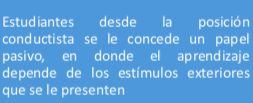 Estudiantes desde la posición
conductista se le concede un papel
pasivo, en donde el aprendizaje
depende de los estímulos exteriores
que se le presenten